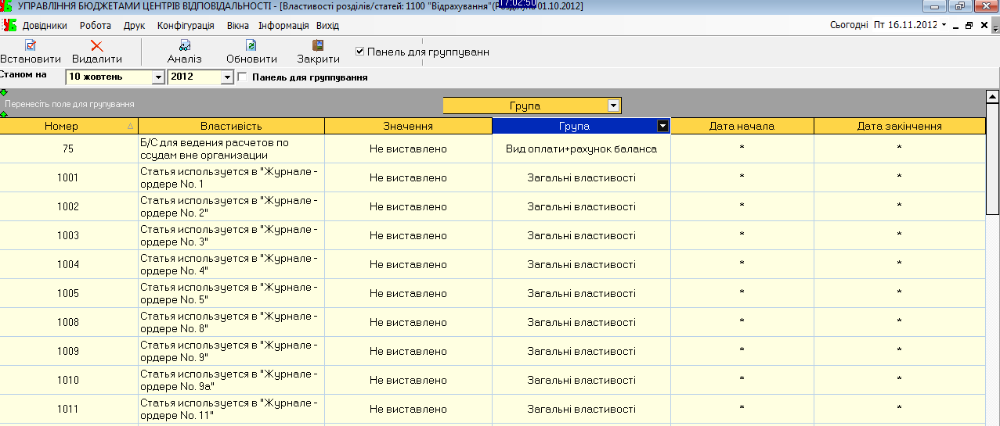 17:02:50
УПРАВЛІННЯ БЮДЖЕТАМИ ЦЕНТРІВ ВІДПОВІДАЛЬНОСТІ - [Властивості розділів/статей: 1100 "Відрахування"( 01.10.2012]
УБ Довідники Робота Друк Конфігурація Вікна Інформація Вихід Сьогодні Пт 16.11.2012
Встановити Видалити Аналіз Обновити Закрити Панель для группуванн
Станом на 10 жовтень 2012 Панель для группування
Перенесіть поле для групування Група
Номер Властивість Значення Група Дата начала Дата закінчення
75 Б/С для ведения расчетов по ссудам вне организации Не виставлено Вид оплати+рахунок баланса * *
1001 Статья используется в "Журнале - ордере No. 1 Не виставлено Загальні властивості * *
1002 Статья используется в "Журнале - ордере No. 2" Не виставлено Загальні властивості * *
1003 Статья используется в "Журнале - ордере No. 3" Не виставлено Загальні властивості * *
1004 Статья используется в "Журнале - ордере No. 4" Не виставлено Загальні властивості * *
1005 Статья используется в "Журнале - ордере No. 5" Не виставлено Загальні властивості * *
1008 Статья используется в "Журнале - ордере No. 8" Не виставлено Загальні властивості * *
1009 Статья используется в "Журнале - ордере No. 9" Не виставлено Загальні властивості * *
1010 Статья используется в "Журнале - ордере No. 9а" Не виставлено Загальні властивості * *
1011 Статья используется в "Журнале - ордере No. 11" Не виставлено Загальні властивості * *